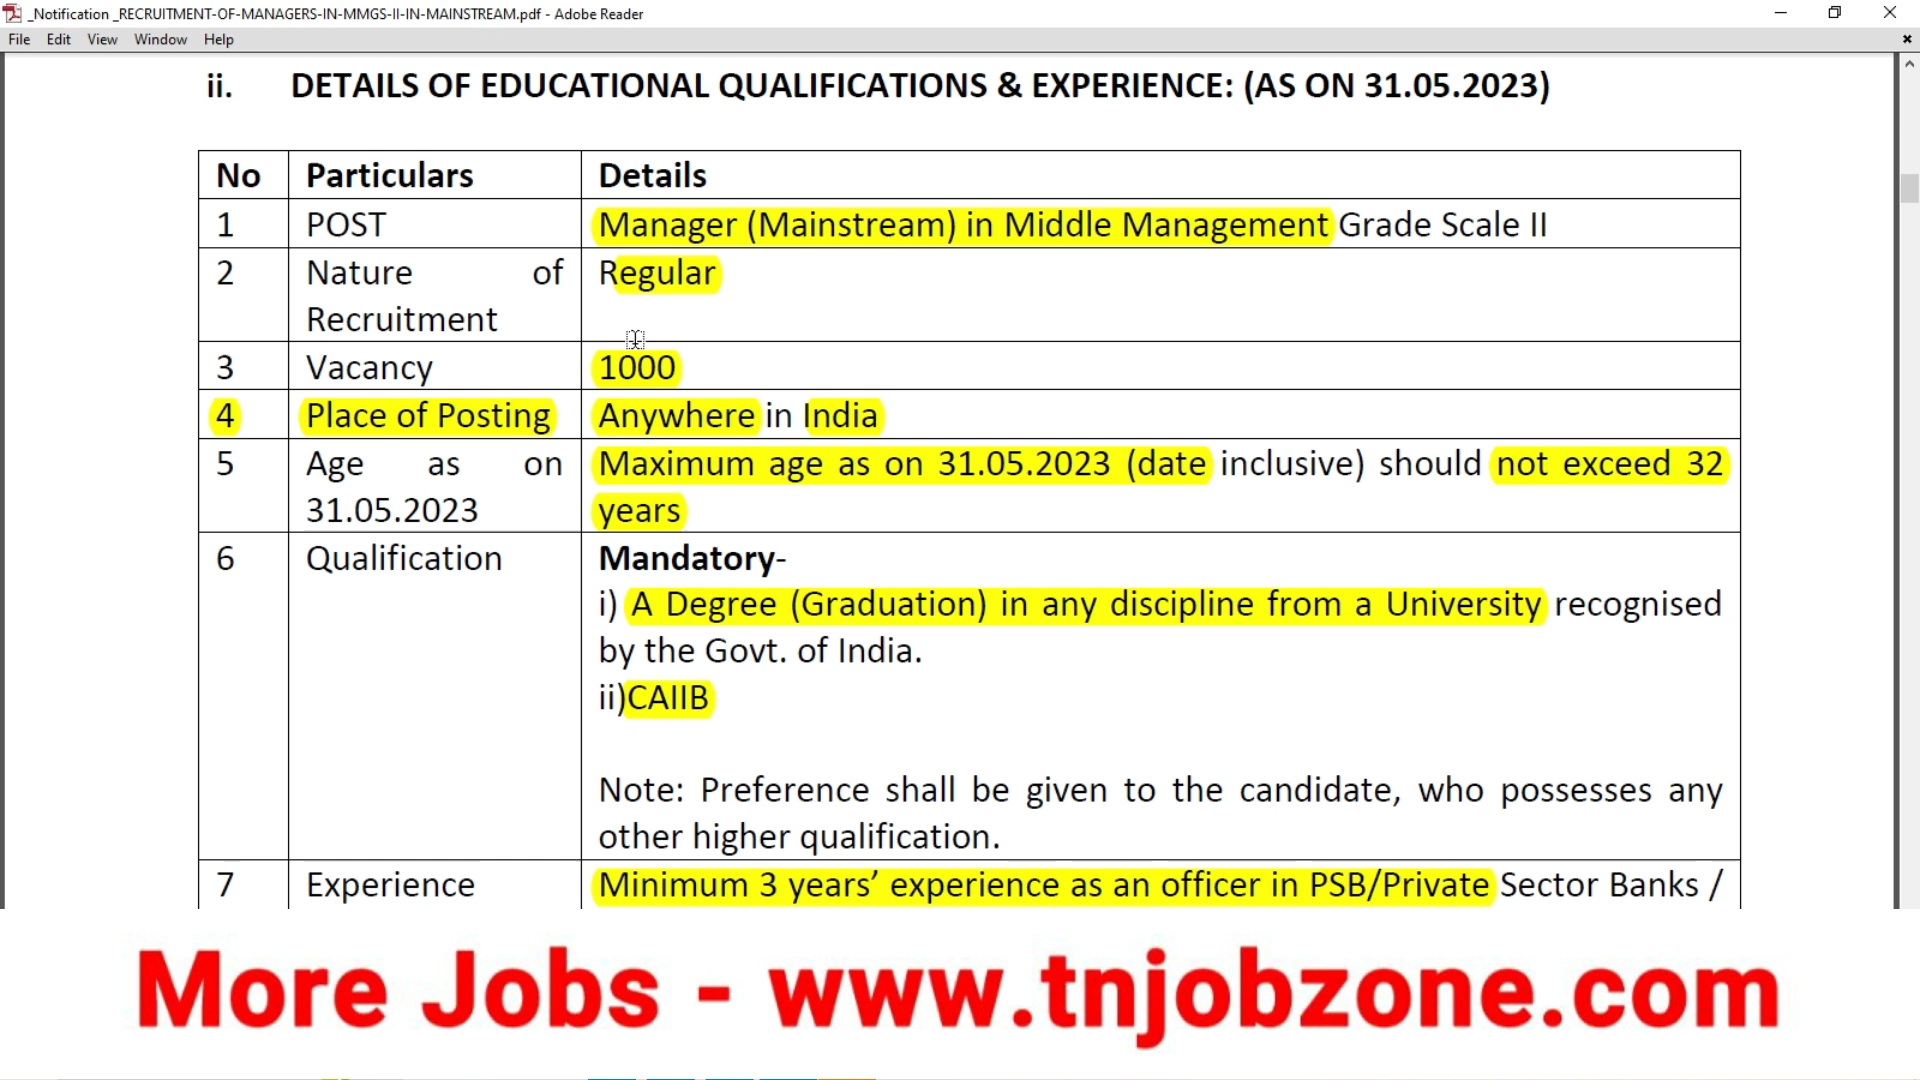 _Notification _RECRUITMENT-OF-MANAGERS-IN-MMGS-II-IN-MAINSTREAM.pdf - Adobe Reader
File Edit View Window Help
ii. DETAILS OF EDUCATIONAL QUALIFICATIONS & EXPERIENCE: (AS ON 31.05.2023)
No Particulars Details
1 POST Manager (Mainstream) in Middle Management Grade Scale II
2 Nature of Regular
Recruitment
3 Vacancy 1000
4 Place of Posting Anywhere in India
5 Age as on Maximum age as on 31.05.2023 (date inclusive) should not exceed 32
31.05.2023 years
6 Qualification Mandatory-
i) A Degree (Graduation) in any discipline from a University recognised
by the Govt. of India.
ii)CAIIB
Note: Preference shall be given to the candidate, who possesses any
other higher qualification.
7 Experience Minimum 3 years’ experience as an officer in PSB/Private Sector Banks /
More Jobs - www.tnjobzone.com